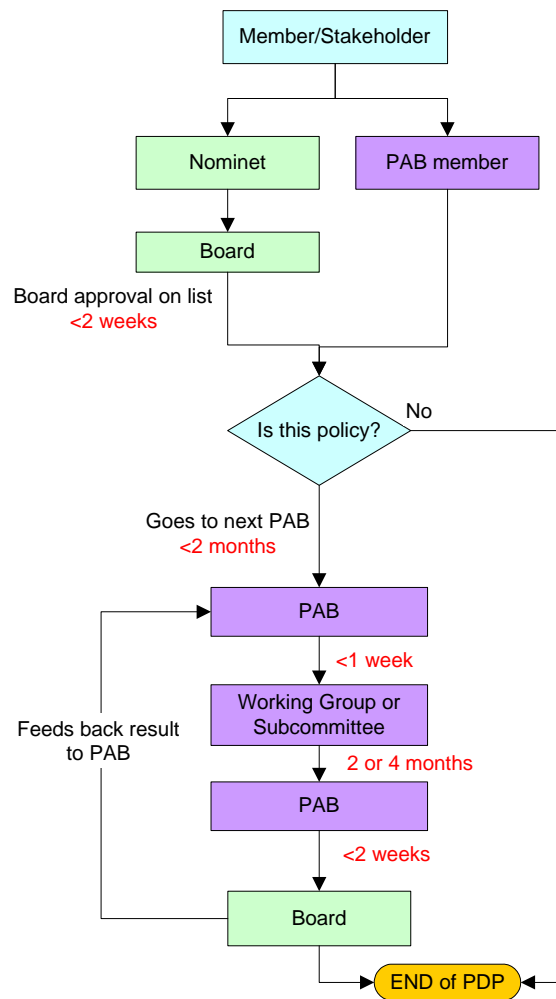 Member/Stakeholder
Nominet
PAB member
Board
Board approval on list
<2 weeks
Is this policy?
No
Goes to next PAB
<2 months
PAB
<1 week
Working Group or
Subcommittee
Feeds back result
to PAB
2 or 4 months
PAB
<2 weeks
Board
END of PDP